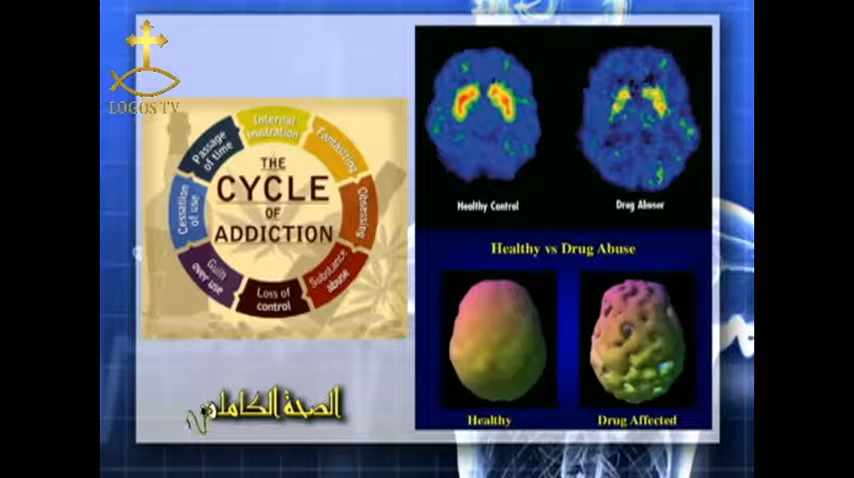 LOGOS TV
THE
CYCLE
OF
ADDICTION
Internal
frustration
Fantasizing
Obsessing
Substance
abuse
Loss of
control
Guilt
over use
Cessation
of use
Passage
of time
Healthy Control
Drug Abuser
Healthy vs Drug Abuse
Healthy
Drug Affected
الصحة الكاملة